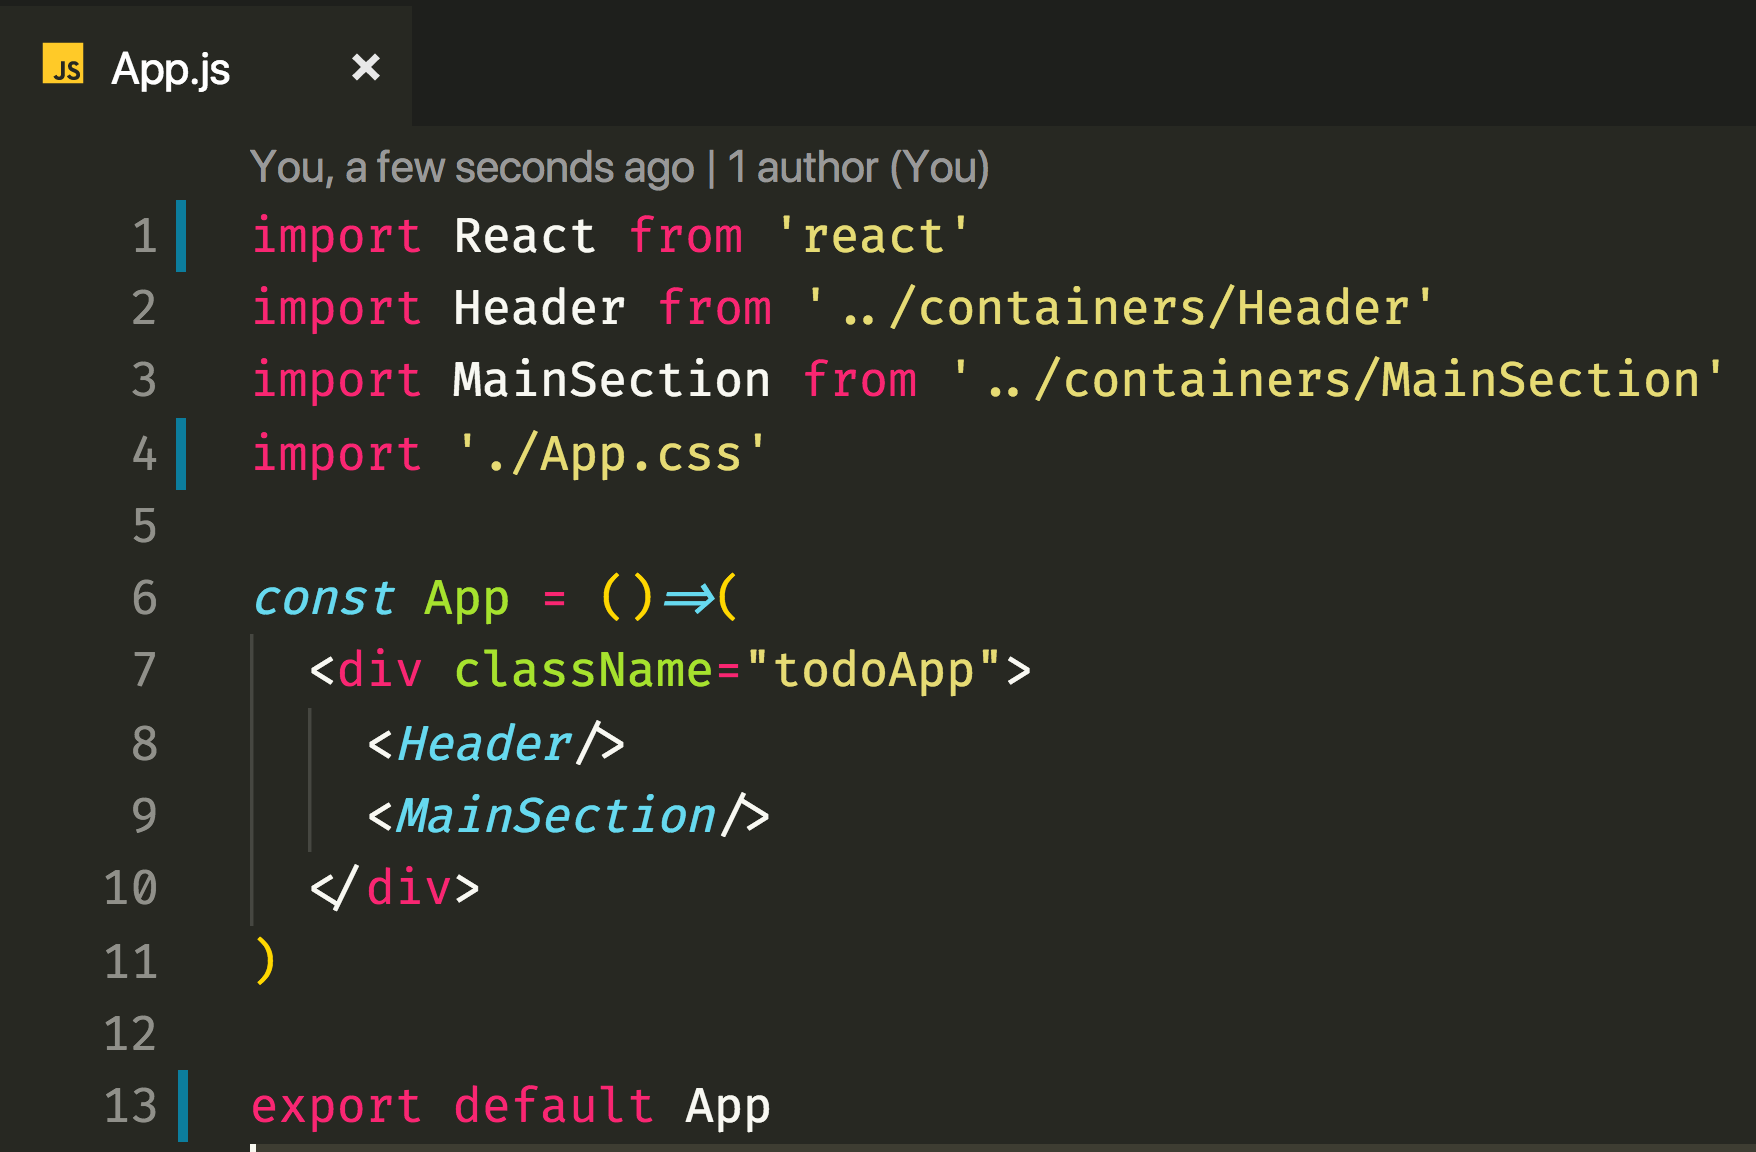 JS App.js ×
You, a few seconds ago | 1 author (You)
1 import React from 'react'
2 import Header from '../containers/Header'
3 import MainSection from '../containers/MainSection'
4 import './App.css'
5
6 const App = ()=>(
7   <div className="todoApp">
8     <Header/>
9     <MainSection/>
10   </div>
11 )
12
13 export default App